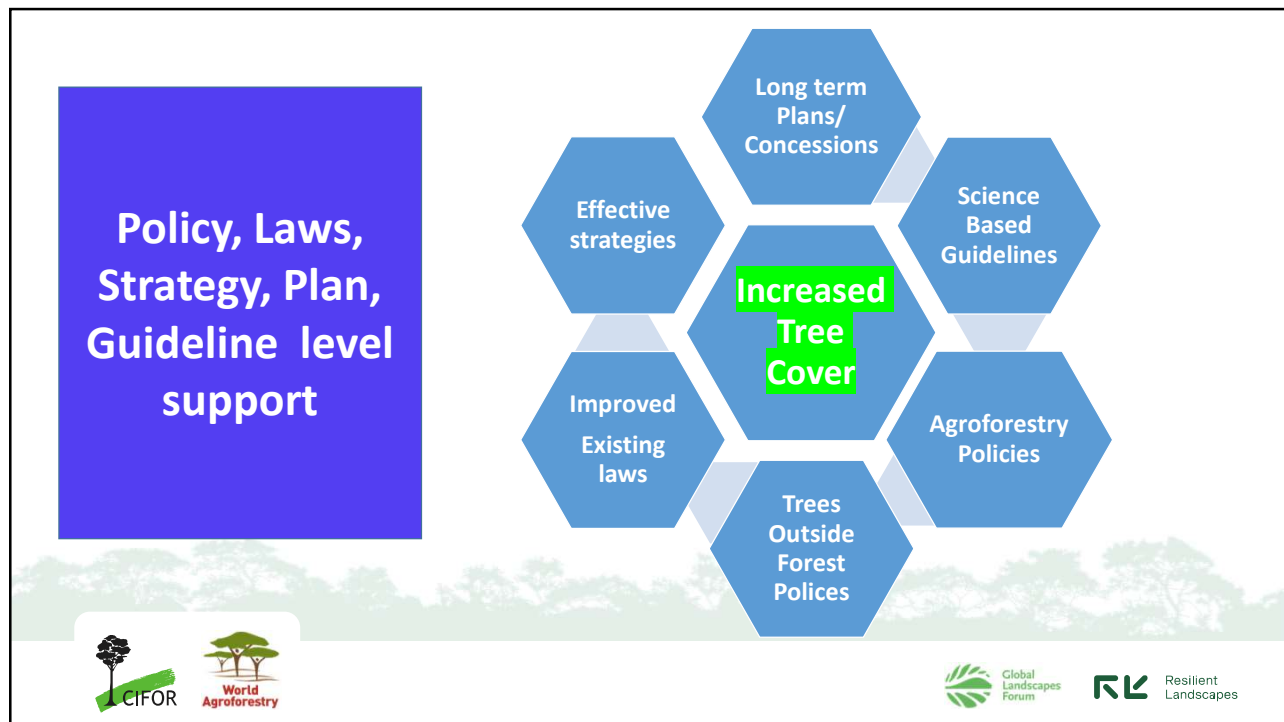 Policy, Laws,
Strategy, Plan,
Guideline level
support
Long term
Plans/
Concessions
Science
Based
Guidelines
Agroforestry
Policies
Trees
Outside
Forest
Polices
Improved
Existing
laws
Effective
strategies
Increased
Tree
Cover
CIFOR
World
Agroforestry
Global
Landscapes
Forum
Resilient
Landscapes